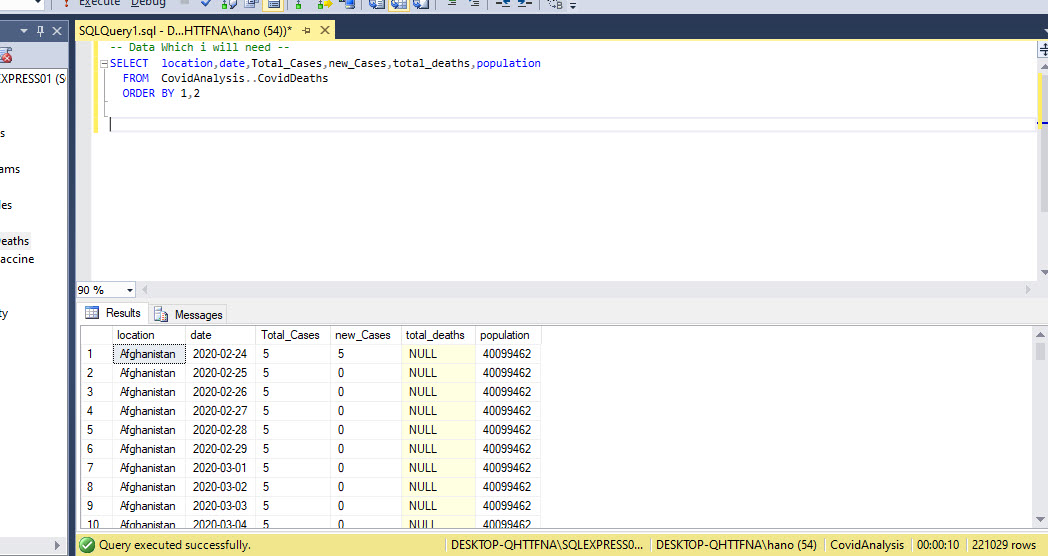 Execute Debug
SQLQuery1.sql - D...HTTFNA\hano (54))*
-- Data Which i will need --
SELECT location,date,Total_Cases,new_Cases,total_deaths,population
FROM CovidAnalysis..CovidDeaths
ORDER BY 1,2
XPRESS01 (S
s
ams
les
eaths
accine
ty
90 %
Results Messages
location date Total_Cases new_Cases total_deaths population
1 Afghanistan 2020-02-24 5 5 NULL 40099462
2 Afghanistan 2020-02-25 5 0 NULL 40099462
3 Afghanistan 2020-02-26 5 0 NULL 40099462
4 Afghanistan 2020-02-27 5 0 NULL 40099462
5 Afghanistan 2020-02-28 5 0 NULL 40099462
6 Afghanistan 2020-02-29 5 0 NULL 40099462
7 Afghanistan 2020-03-01 5 0 NULL 40099462
8 Afghanistan 2020-03-02 5 0 NULL 40099462
9 Afghanistan 2020-03-03 5 0 NULL 40099462
10 Afghanistan 2020-03-04 5 0 NULL 40099462
Query executed successfully. DESKTOP-QHTTFNA\SQLEXPRESS0... DESKTOP-QHTTFNA\hano (54) CovidAnalysis 00:00:10 221029 rows